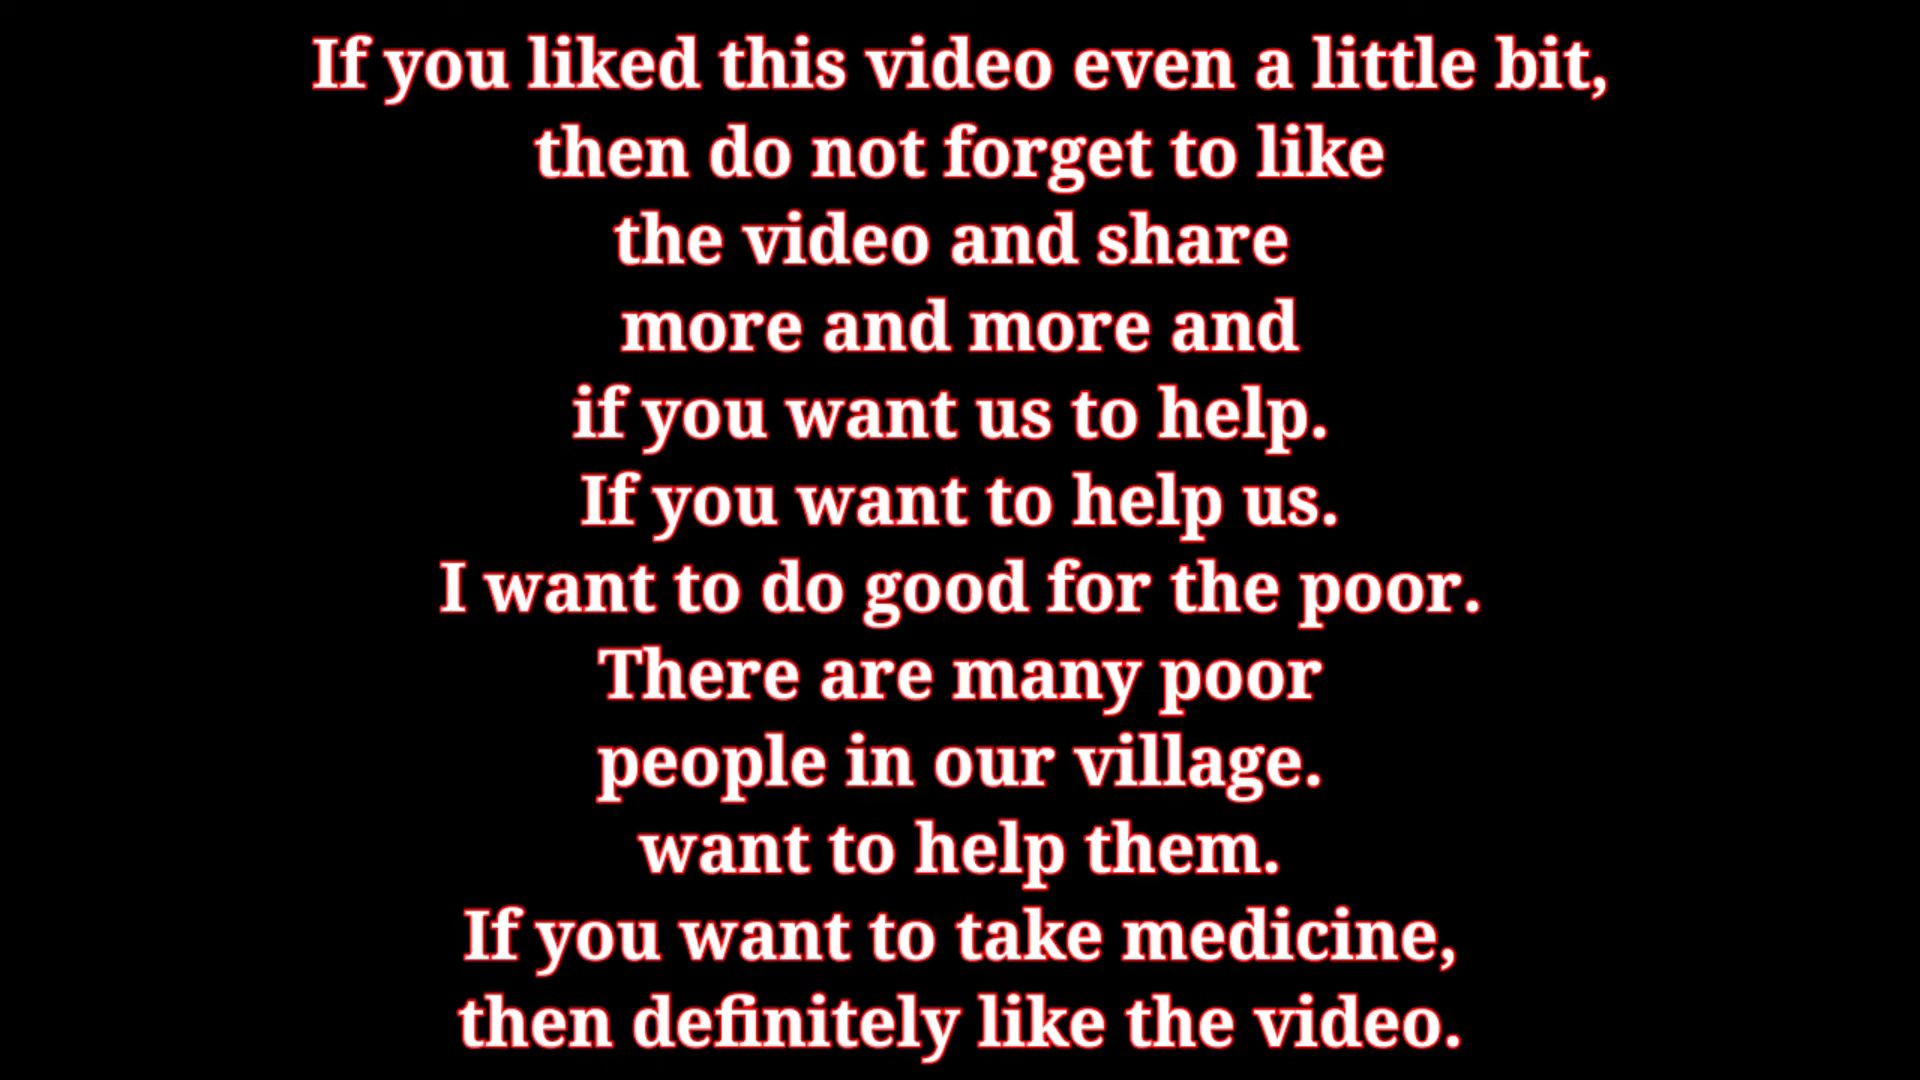 If you liked this video even a little bit,
then do not forget to like
the video and share
more and more and
if you want us to help.
If you want to help us.
I want to do good for the poor.
There are many poor
people in our village.
want to help them.
If you want to take medicine,
then definitely like the video.